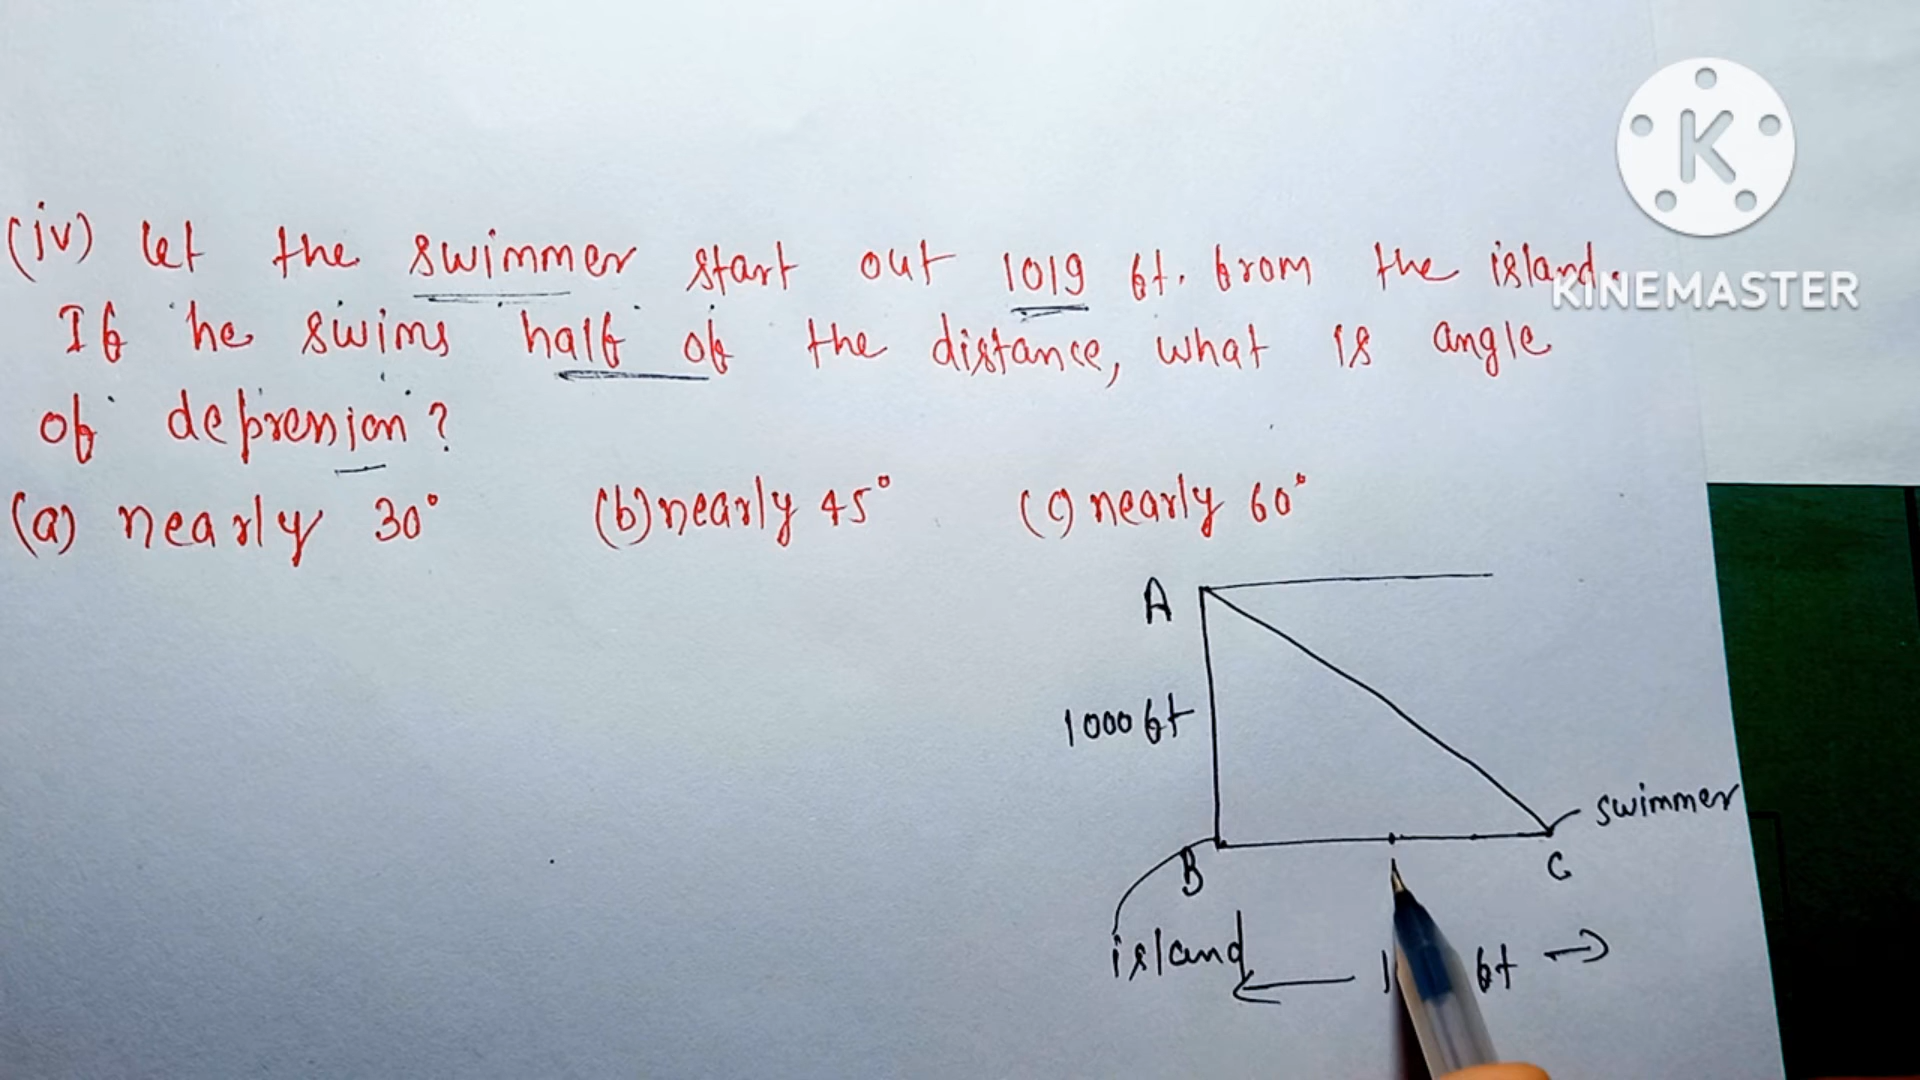 (iv) let the swimmer start out 1019 ft. from the island.
If he swims half of the distance, what is angle
of depression?
(a) nearly 30° (b) nearly 45° (c) nearly 60°
A
1000 ft
swimmer
B
C
island
ft
K
KINEMASTER